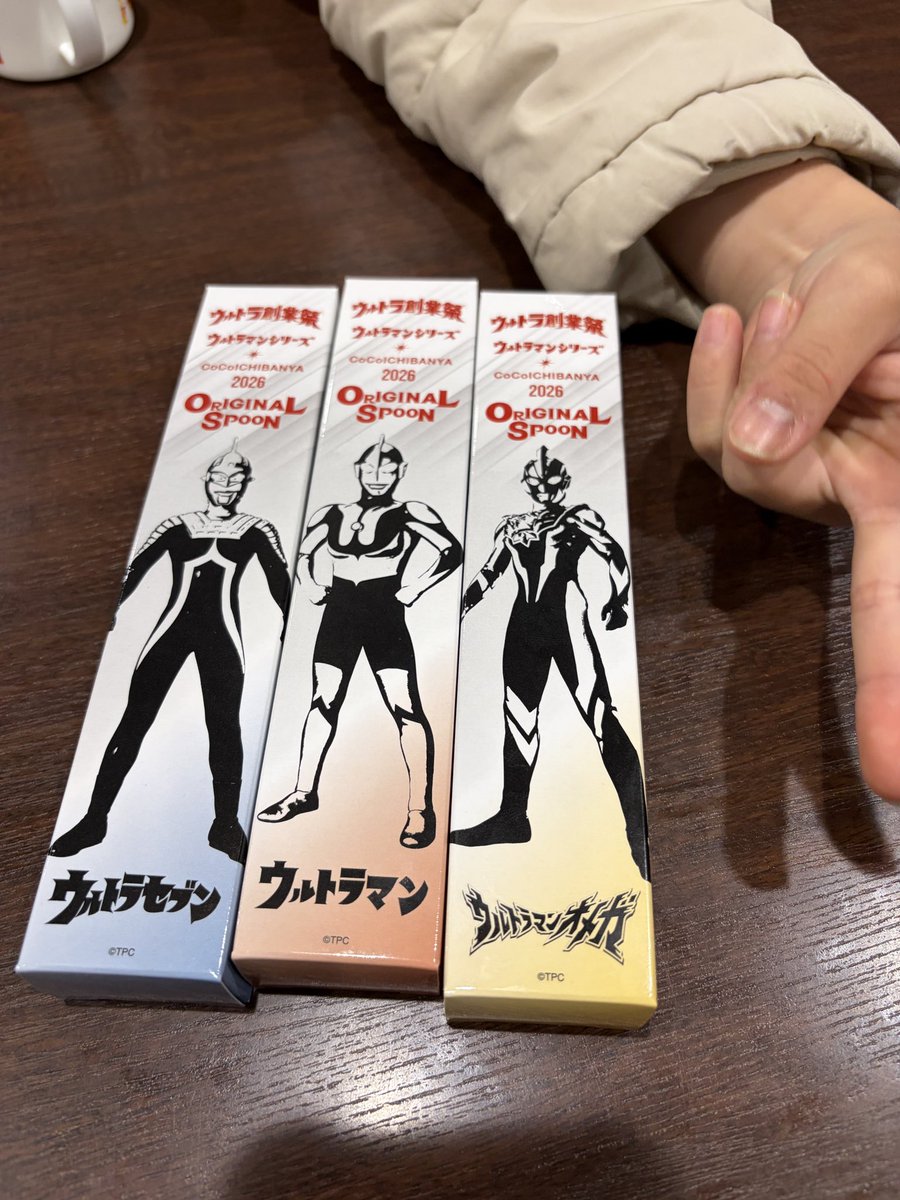 ウルトラ創業祭
ウルトラマンシリーズ
CoCoICHIBANYA
2026
ORIGINAL
SPOON
ウルトラセブン
©TPC
ウルトラ創業祭
ウルトラマンシリーズ
CoCoICHIBANYA
2026
ORIGINAL
SPOON
ウルトラマン
©TPC
ウルトラ創業祭
ウルトラマンシリーズ
CoCoICHIBANYA
2026
ORIGINAL
SPOON
ウルトラマンオメガ
©TPC